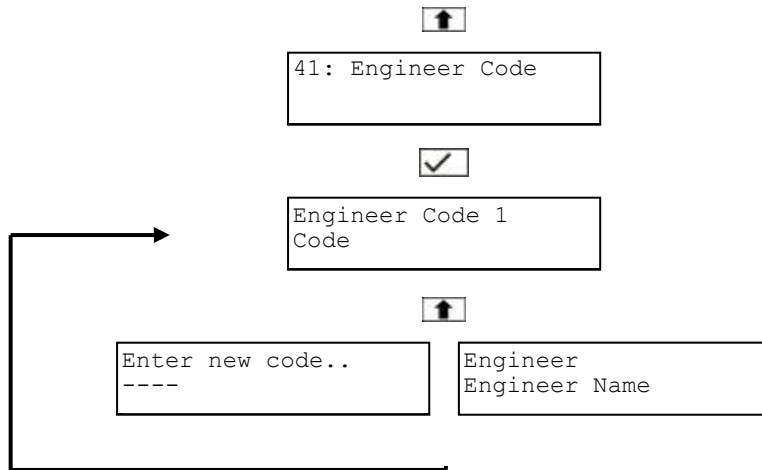 41: Engineer Code
Engineer Code 1
Code
Enter new code..
----
Engineer
Engineer Name